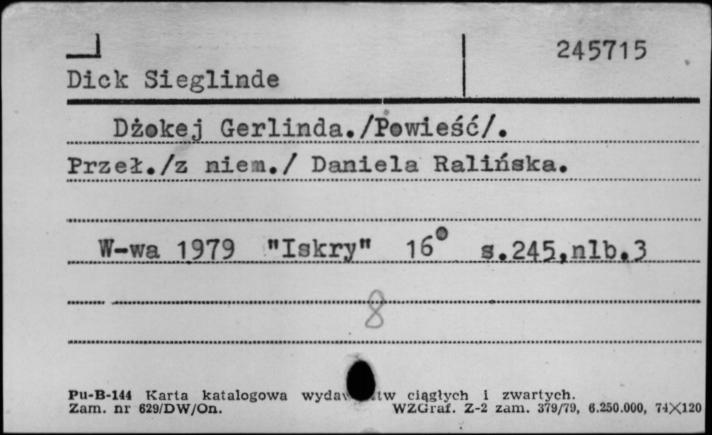 245715
Dick Sieglinde
Dżokej Gerlinda./Powieść/.
Przeł./z niem./ Daniela Ralińska.
W-wa 1979 "Iskry" 16° s.245,nlb.3
8
Pu-B-144 Karta katalogowa ciągłych i zwartych.
Zam. nr 629/DW/On. WZGraf. Z-2 zam. 379/79, 6.250.000, 74X120